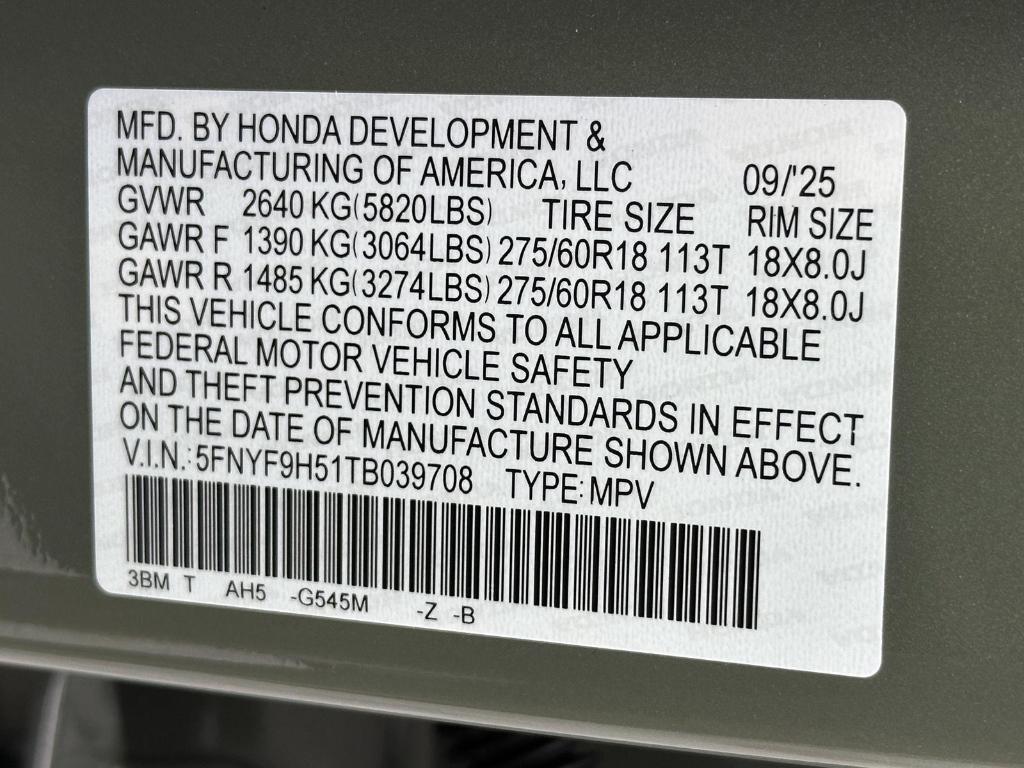 MFD. BY HONDA DEVELOPMENT &
MANUFACTURING OF AMERICA, LLC 09/'25
GVWR 2640 KG(5820LBS) TIRE SIZE RIM SIZE
GAWR F 1390 KG(3064LBS) 275/60R18 113T 18X8.0J
GAWR R 1485 KG(3274LBS) 275/60R18 113T 18X8.0J
THIS VEHICLE CONFORMS TO ALL APPLICABLE
FEDERAL MOTOR VEHICLE SAFETY
AND THEFT PREVENTION STANDARDS IN EFFECT
ON THE DATE OF MANUFACTURE SHOWN ABOVE.
V.I.N.: 5FNYF9H51TB039708 TYPE: MPV
3BM T AH5 -G545M -Z -B